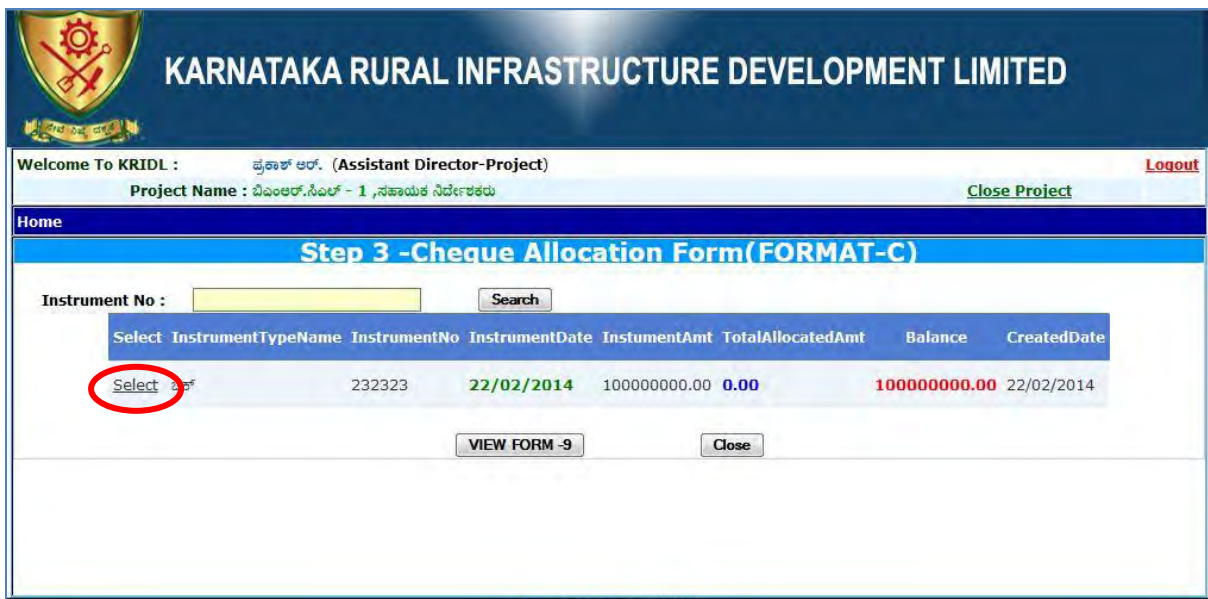 KARNATAKA RURAL INFRASTRUCTURE DEVELOPMENT LIMITED
Welcome To KRIDL : ಪ್ರಕಾಶ್ ಆರ್. (Assistant Director-Project) Logout
Project Name : ಬಿಎಂಆರ್.ಸಿಎಲ್ - 1 ,ಸಹಾಯಕ ನಿರ್ದೇಶಕರು Close Project
Home
Step 3 -Cheque Allocation Form(FORMAT-C)
Instrument No : Search
Select InstrumentTypeName InstrumentNo InstrumentDate InstumentAmt TotalAllocatedAmt Balance CreatedDate
Select 232323 22/02/2014 100000000.00 0.00 100000000.00 22/02/2014
VIEW FORM -9 Close